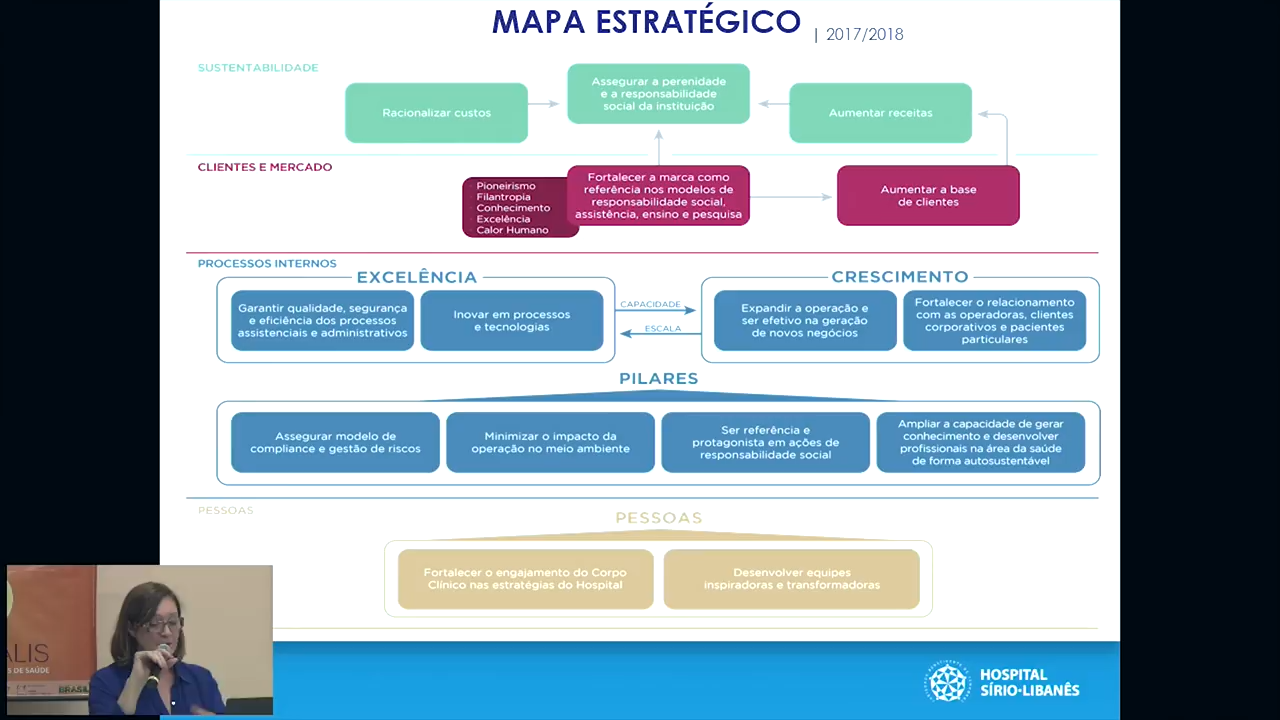 MAPA ESTRATÉGICO | 2017/2018
SUSTENTABILIDADE
Racionalizar custos
Assegurar a perenidade
e a responsabilidade
social da instituição
Aumentar receitas
CLIENTES E MERCADO
Pioneirismo
Filantropia
Conhecimento
Excelência
Calor Humano
Fortalecer a marca como
referência nos modelos de
responsabilidade social,
assistência, ensino e pesquisa
Aumentar a base
de clientes
PROCESSOS INTERNOS
EXCELÊNCIA
Garantir qualidade, segurança
e eficiência dos processos
assistenciais e administrativos
Inovar em processos
e tecnologias
CAPACIDADE
ESCALA
CRESCIMENTO
Expandir a operação e
ser efetivo na geração
de novos negócios
Fortalecer o relacionamento
com as operadoras, clientes
corporativos e pacientes
particulares
PILARES
Assegurar modelo de
compliance e gestão de riscos
Minimizar o impacto da
operação no meio ambiente
Ser referência e
protagonista em ações de
responsabilidade social
Ampliar a capacidade de gerar
conhecimento e desenvolver
profissionais na área da saúde
de forma autosustentável
PESSOAS
PESSOAS
Fortalecer o engajamento do Corpo
Clínico nas estratégias do Hospital
Desenvolver equipes
inspiradoras e transformadoras
ALIS
S DE SAÚDE
BRASIL
HOSPITAL
SÍRIO-LIBANÊS